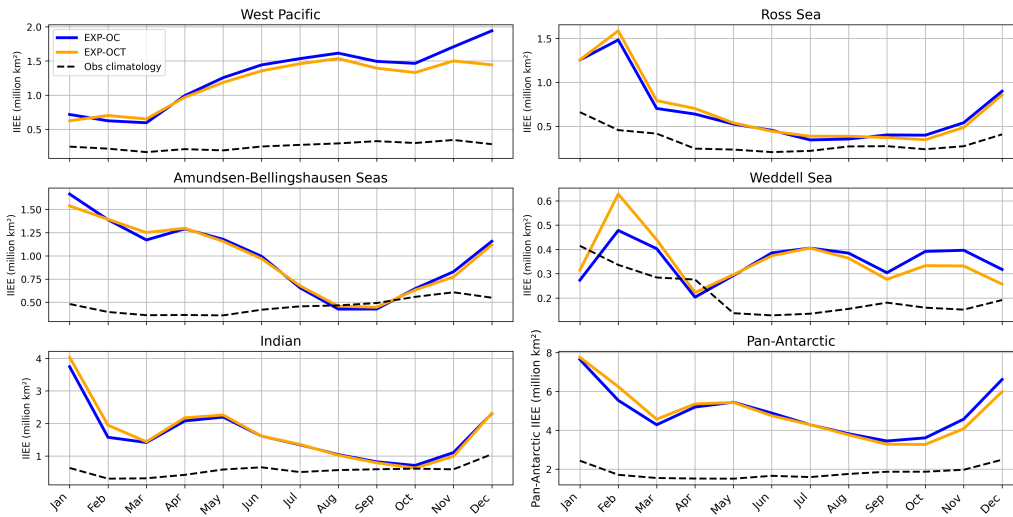 West Pacific
Ross Sea
IIEE (million km²)
2.0
1.5
1.0
0.5
EXP-OC
EXP-OCT
Obs climatology
IIEE (million km²)
1.5
1.0
0.5
Amundsen-Bellingshausen Seas
Weddell Sea
IIEE (million km²)
1.50
1.25
1.00
0.75
0.50
IIEE (million km²)
0.6
0.5
0.4
0.3
0.2
Indian
Pan-Antarctic
IIEE (million km²)
4
3
2
1
Jan
Feb
Mar
Apr
May
Jun
Jul
Aug
Sep
Oct
Nov
Dec
Pan-Antarctic IIEE (million km²)
8
6
4
2
Jan
Feb
Mar
Apr
May
Jun
Jul
Aug
Sep
Oct
Nov
Dec